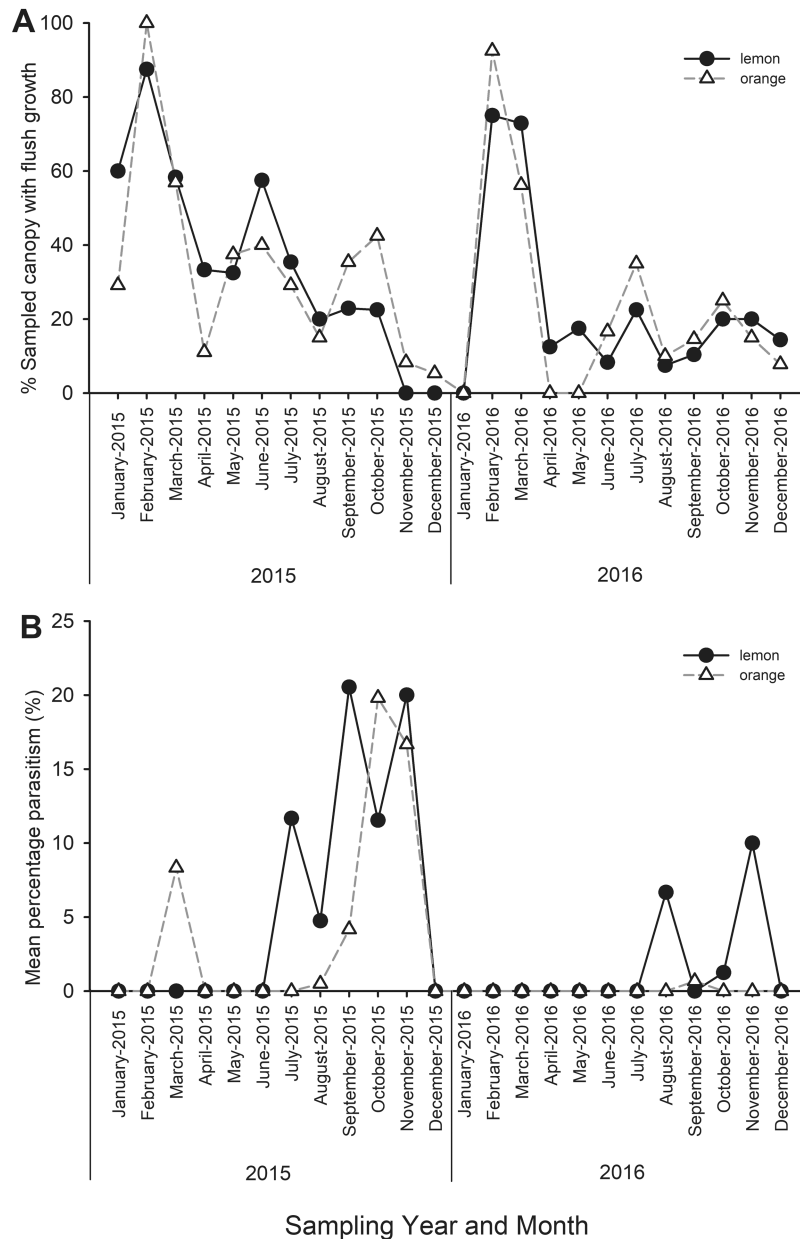 A
% Sampled canopy with flush growth
100
80
60
40
20
0
lemon
orange
January-2015
February-2015
March-2015
April-2015
May-2015
June-2015
July-2015
August-2015
September-2015
October-2015
November-2015
December-2015
January-2016
February-2016
March-2016
April-2016
May-2016
June-2016
July-2016
August-2016
September-2016
October-2016
November-2016
December-2016
2015
2016
B
Mean percentage parasitism (%)
25
20
15
10
5
0
lemon
orange
January-2015
February-2015
March-2015
April-2015
May-2015
June-2015
July-2015
August-2015
September-2015
October-2015
November-2015
December-2015
January-2016
February-2016
March-2016
April-2016
May-2016
June-2016
July-2016
August-2016
September-2016
October-2016
November-2016
December-2016
2015
2016
Sampling Year and Month